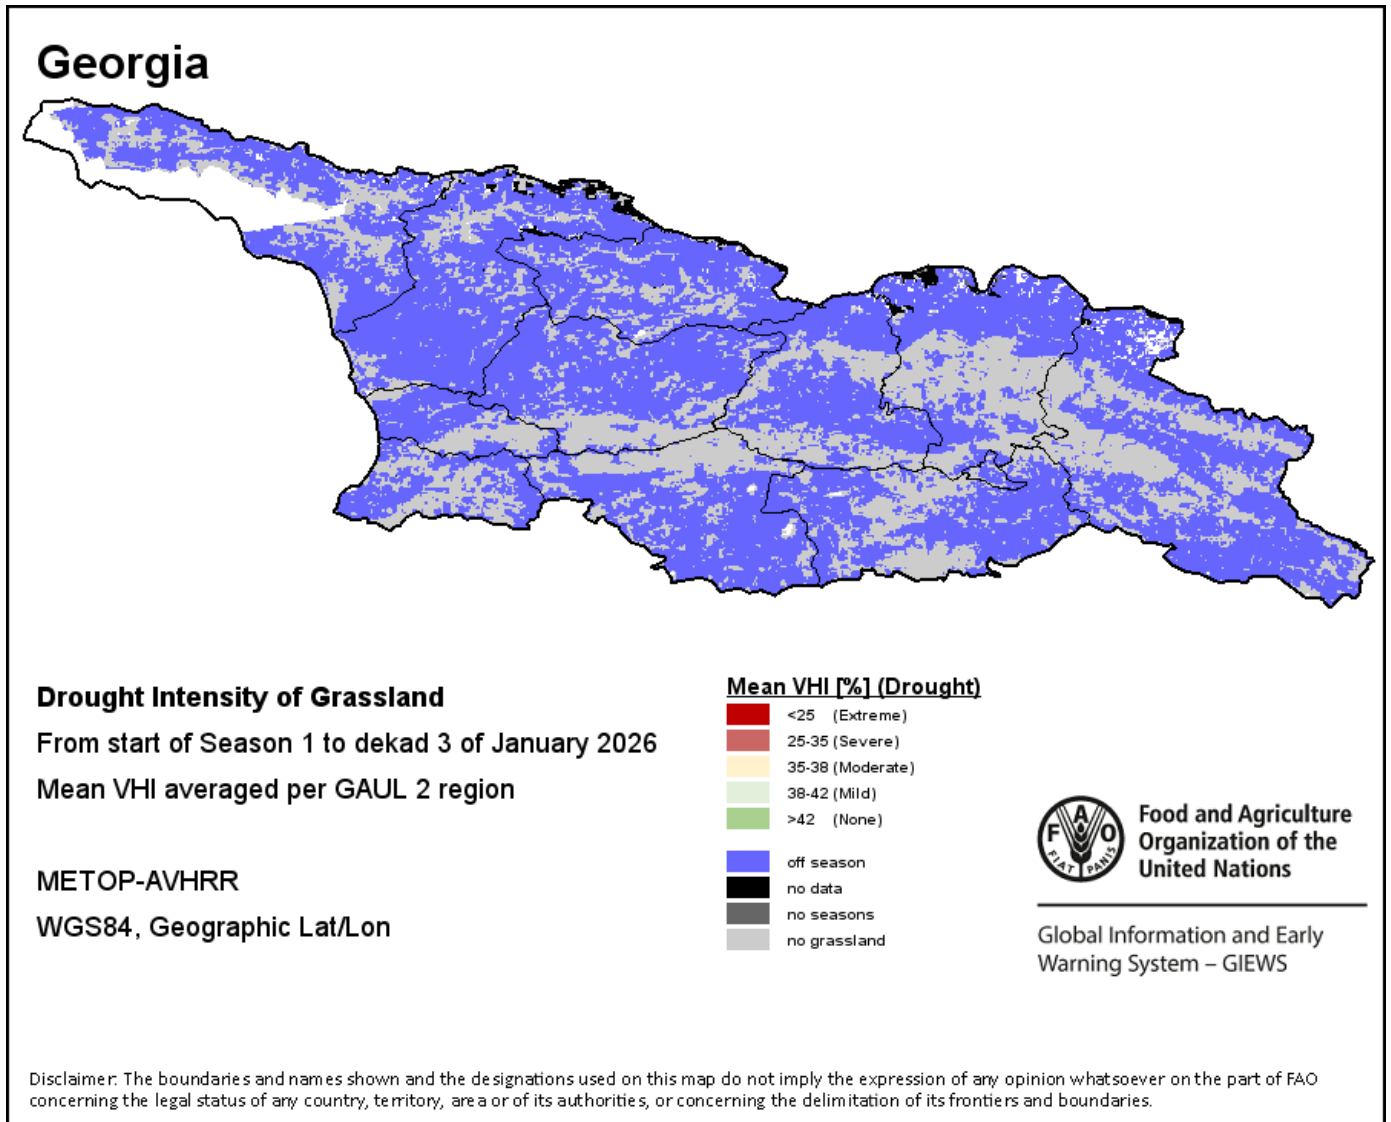 Georgia
Drought Intensity of Grassland
From start of Season 1 to dekad 3 of January 2026
Mean VHI averaged per GAUL 2 region
METOP-AVHRR
WGS84, Geographic Lat/Lon
Mean VHI [%] (Drought)
<25 (Extreme)
25-35 (Severe)
35-38 (Moderate)
38-42 (Mild)
>42 (None)
off season
no data
no seasons
no grassland
F A O
FIAT PANIS
Food and Agriculture
Organization of the
United Nations
Global Information and Early
Warning System – GIEWS
Disclaimer: The boundaries and names shown and the designations used on this map do not imply the expression of any opinion whatsoever on the part of FAO
concerning the legal status of any country, territory, area or of its authorities, or concerning the delimitation of its frontiers and boundaries.